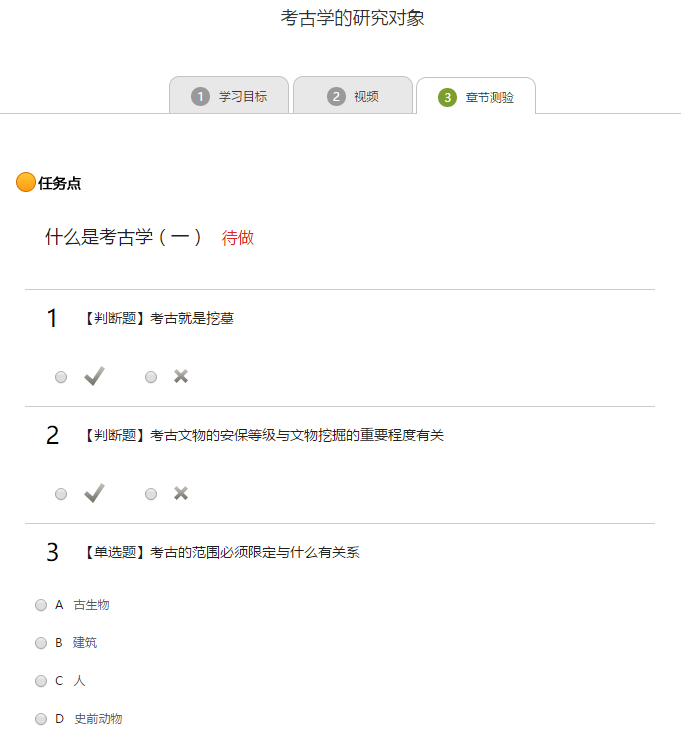 考古学的研究对象
1 学习目标 2 视频 3 章节测验
任务点
什么是考古学（一） 待做
1 【判断题】考古就是挖墓
2 【判断题】考古文物的安保等级与文物挖掘的重要程度有关
3 【单选题】考古的范围必须限定与什么有关系
A 古生物
B 建筑
C 人
D 史前动物